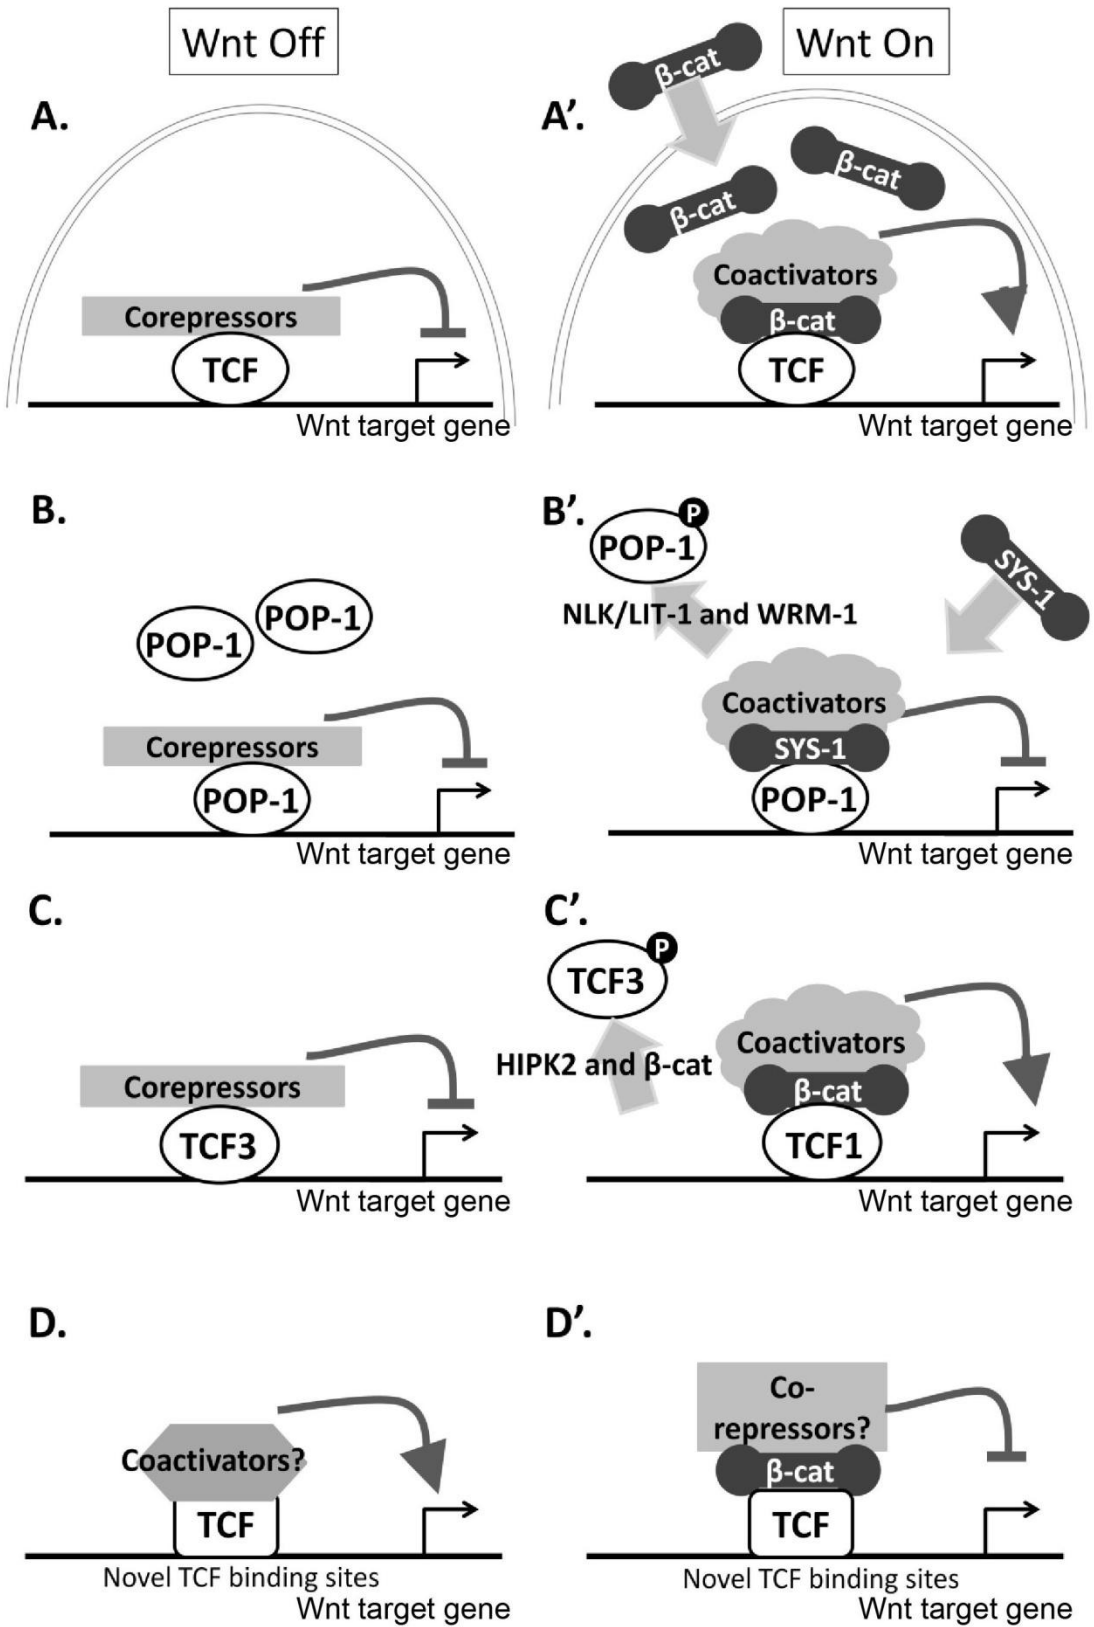 Wnt Off
Wnt On
A.
Corepressors
TCF
Wnt target gene
A′.
β-cat
β-cat
β-cat
Coactivators
β-cat
TCF
Wnt target gene
B.
POP-1
POP-1
Corepressors
POP-1
Wnt target gene
B′.
P
POP-1
SYS-1
NLK/LIT-1 and WRM-1
Coactivators
SYS-1
POP-1
Wnt target gene
C.
Corepressors
TCF3
Wnt target gene
C′.
P
TCF3
HIPK2 and β-cat
Coactivators
β-cat
TCF1
Wnt target gene
D.
Coactivators?
TCF
Novel TCF binding sites
Wnt target gene
D′.
Co-
repressors?
β-cat
TCF
Novel TCF binding sites
Wnt target gene